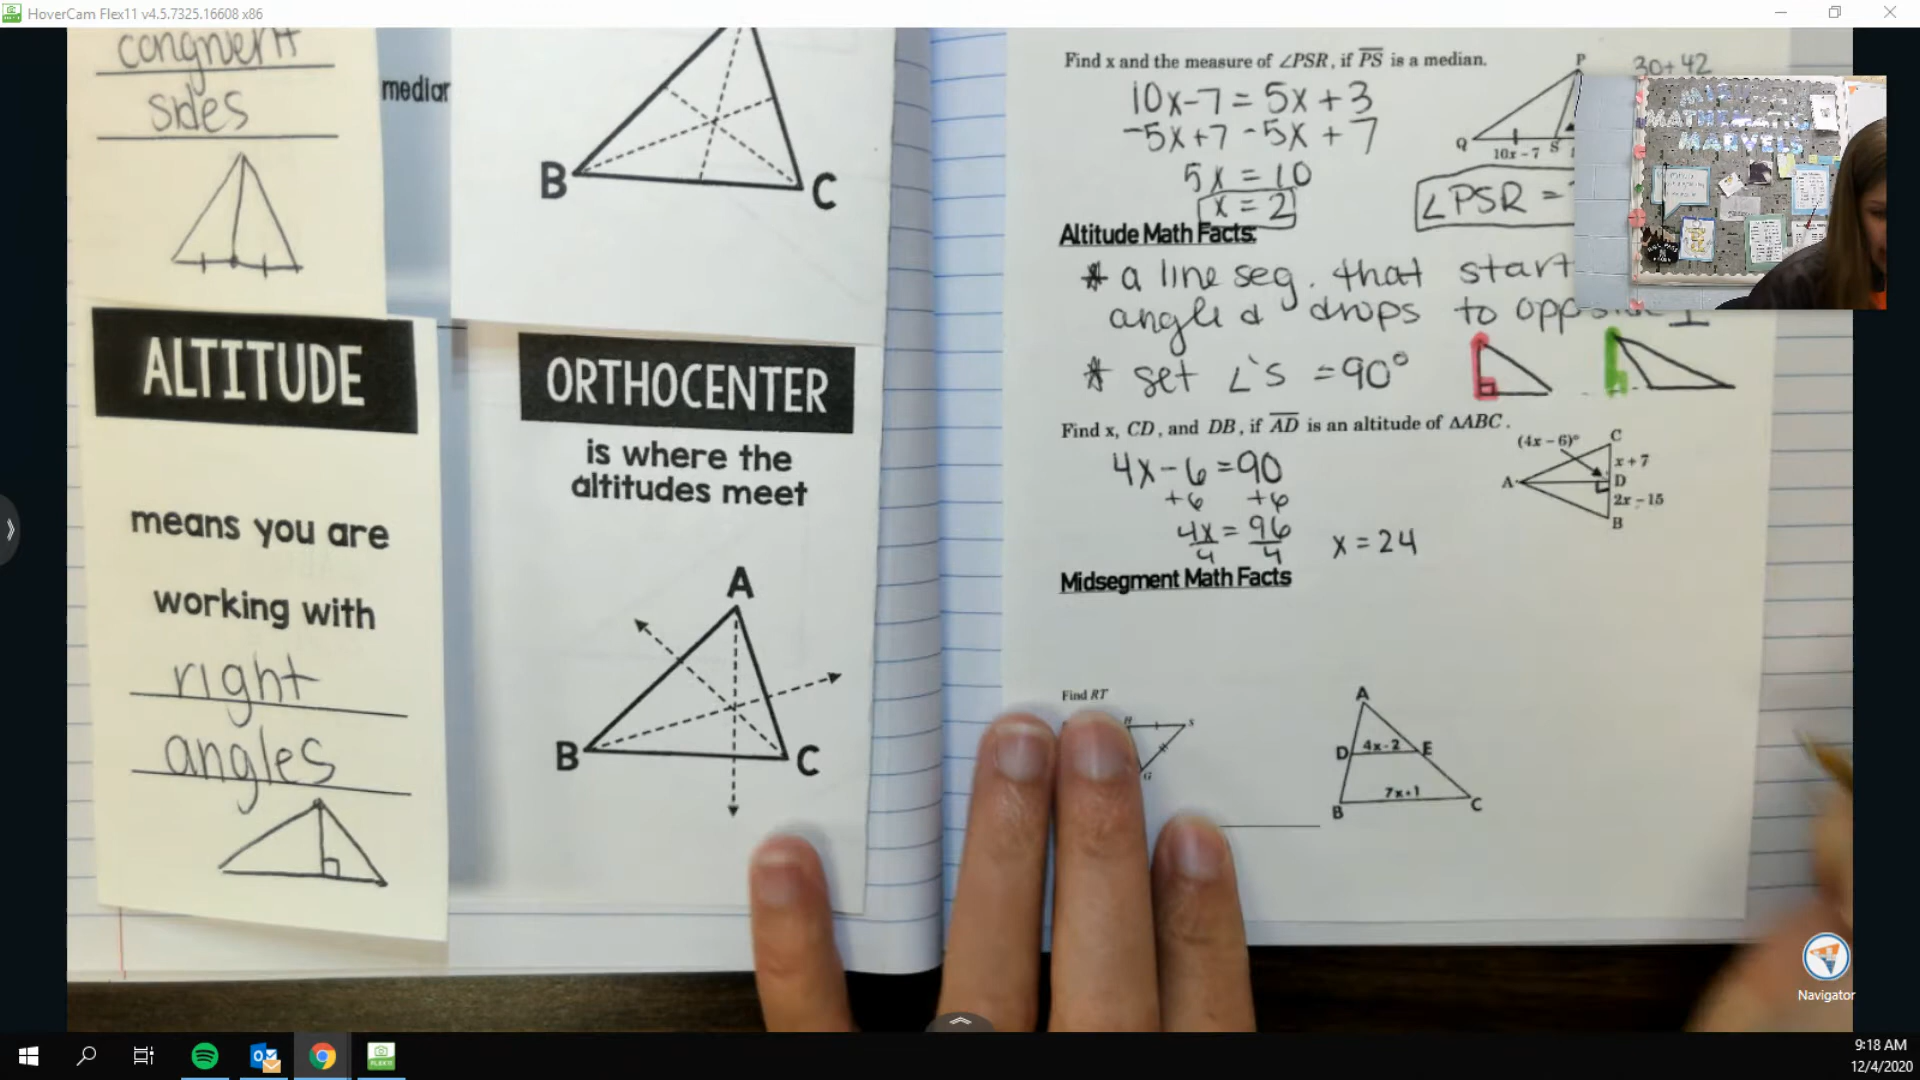 HoverCam Flex11 v4.5.7325.16608 x86
congruent
sides
median
B
C
ALTITUDE
means you are
working with
right
angles
ORTHOCENTER
is where the
altitudes meet
A
B
C
Find x and the measure of ∠PSR, if PS is a median.
10x-7 = 5x+3
-5x+7 -5x+7
5x = 10
x = 2
P
30+42
Q
10x-7
S
∠PSR =
Altitude Math Facts:
* a line seg. that start
angle & drops to
* set ∠'s = 90°
Find x, CD, and DB, if AD is an altitude of ΔABC.
4x-6 = 90
+6 +6
4x = 96
4 4
x = 24
(4x-6)°
C
x+7
A
D
2x-15
B
Midsegment Math Facts
Find RT
H
S
G
A
D
4x-2
E
7x+1
B
C
MATHEMATIC
MARVELS
Navigator
9:18 AM
12/4/2020